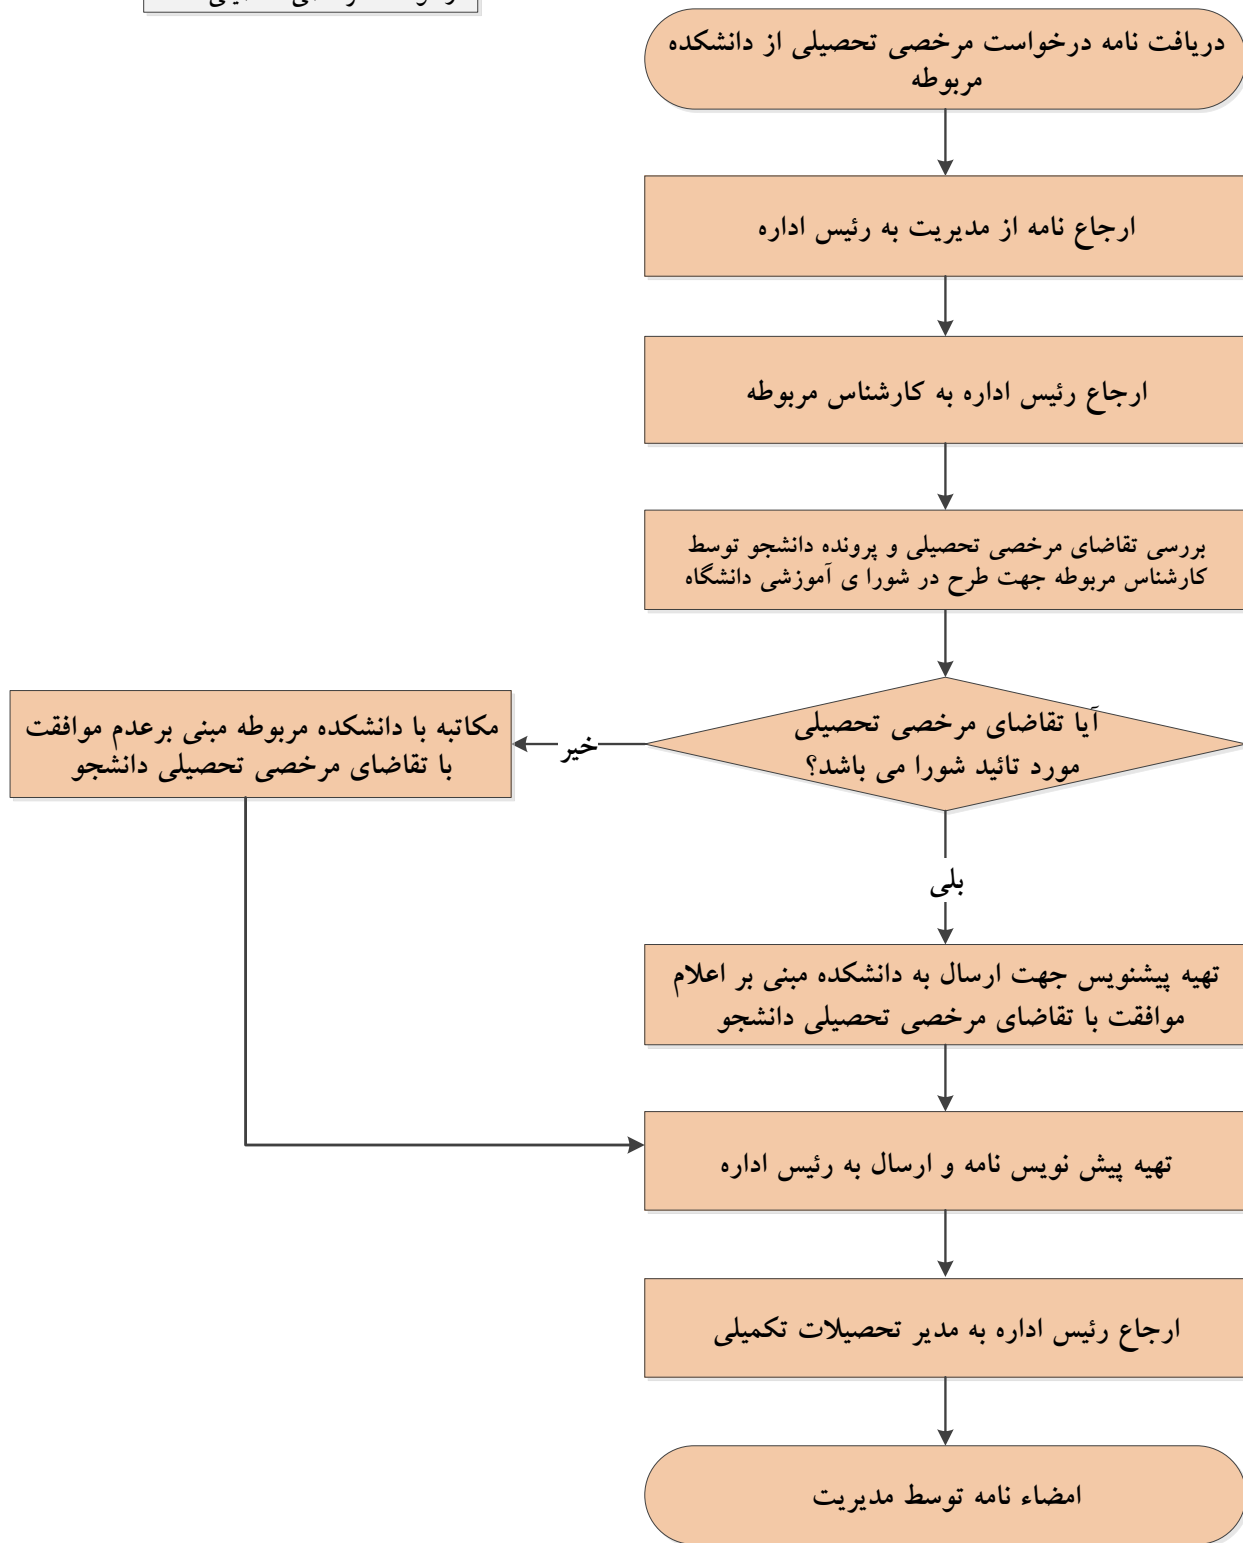 دریافت نامه درخواست مرخصی تحصیلی از دانشکده
مربوطه
ارجاع نامه از مدیریت به رئیس اداره
ارجاع رئیس اداره به کارشناس مربوطه
بررسی تقاضای مرخصی تحصیلی و پرونده دانشجو توسط
کارشناس مربوطه جهت طرح در شورا ی آموزشی دانشگاه
آیا تقاضای مرخصی تحصیلی
مورد تائید شورا می باشد؟
خیر
مکاتبه با دانشکده مربوطه مبنی برعدم موافقت
با تقاضای مرخصی تحصیلی دانشجو
بلی
تهیه پیشنویس جهت ارسال به دانشکده مبنی بر اعلام
موافقت با تقاضای مرخصی تحصیلی دانشجو
تهیه پیش نویس نامه و ارسال به رئیس اداره
ارجاع رئیس اداره به مدیر تحصیلات تکمیلی
امضاء نامه توسط مدیریت